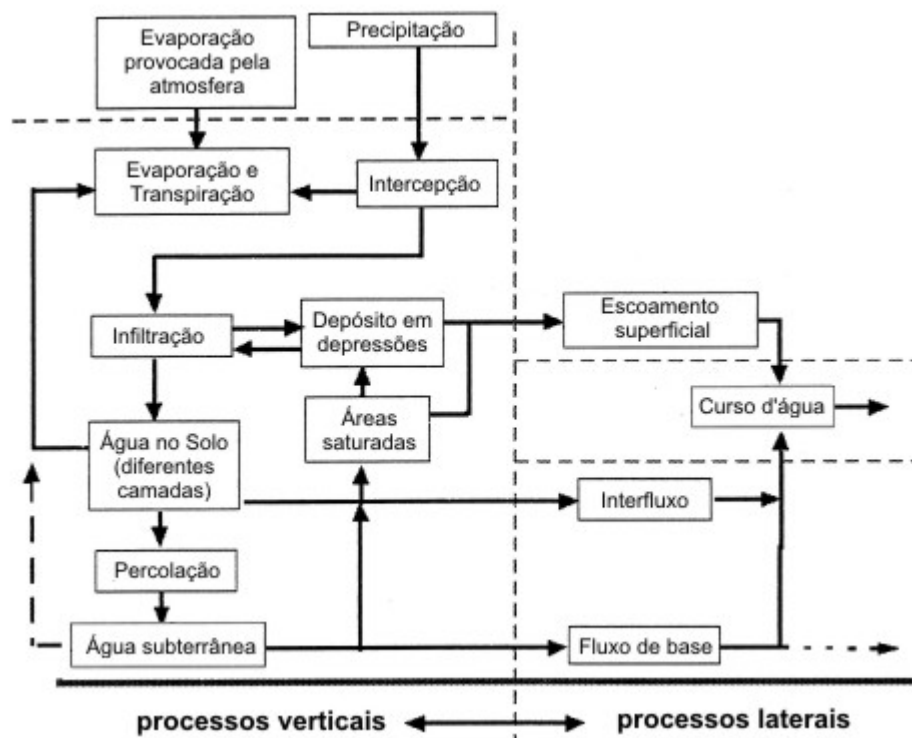 Evaporação
provocada pela
atmosfera
Precipitação
Evaporação e
Transpiração
Intercepção
Infiltração
Depósito em
depressões
Escoamento
superficial
Áreas
saturadas
Curso d'água
Água no Solo
(diferentes
camadas)
Interfluxo
Percolação
Água subterrânea
Fluxo de base
processos verticais
processos laterais